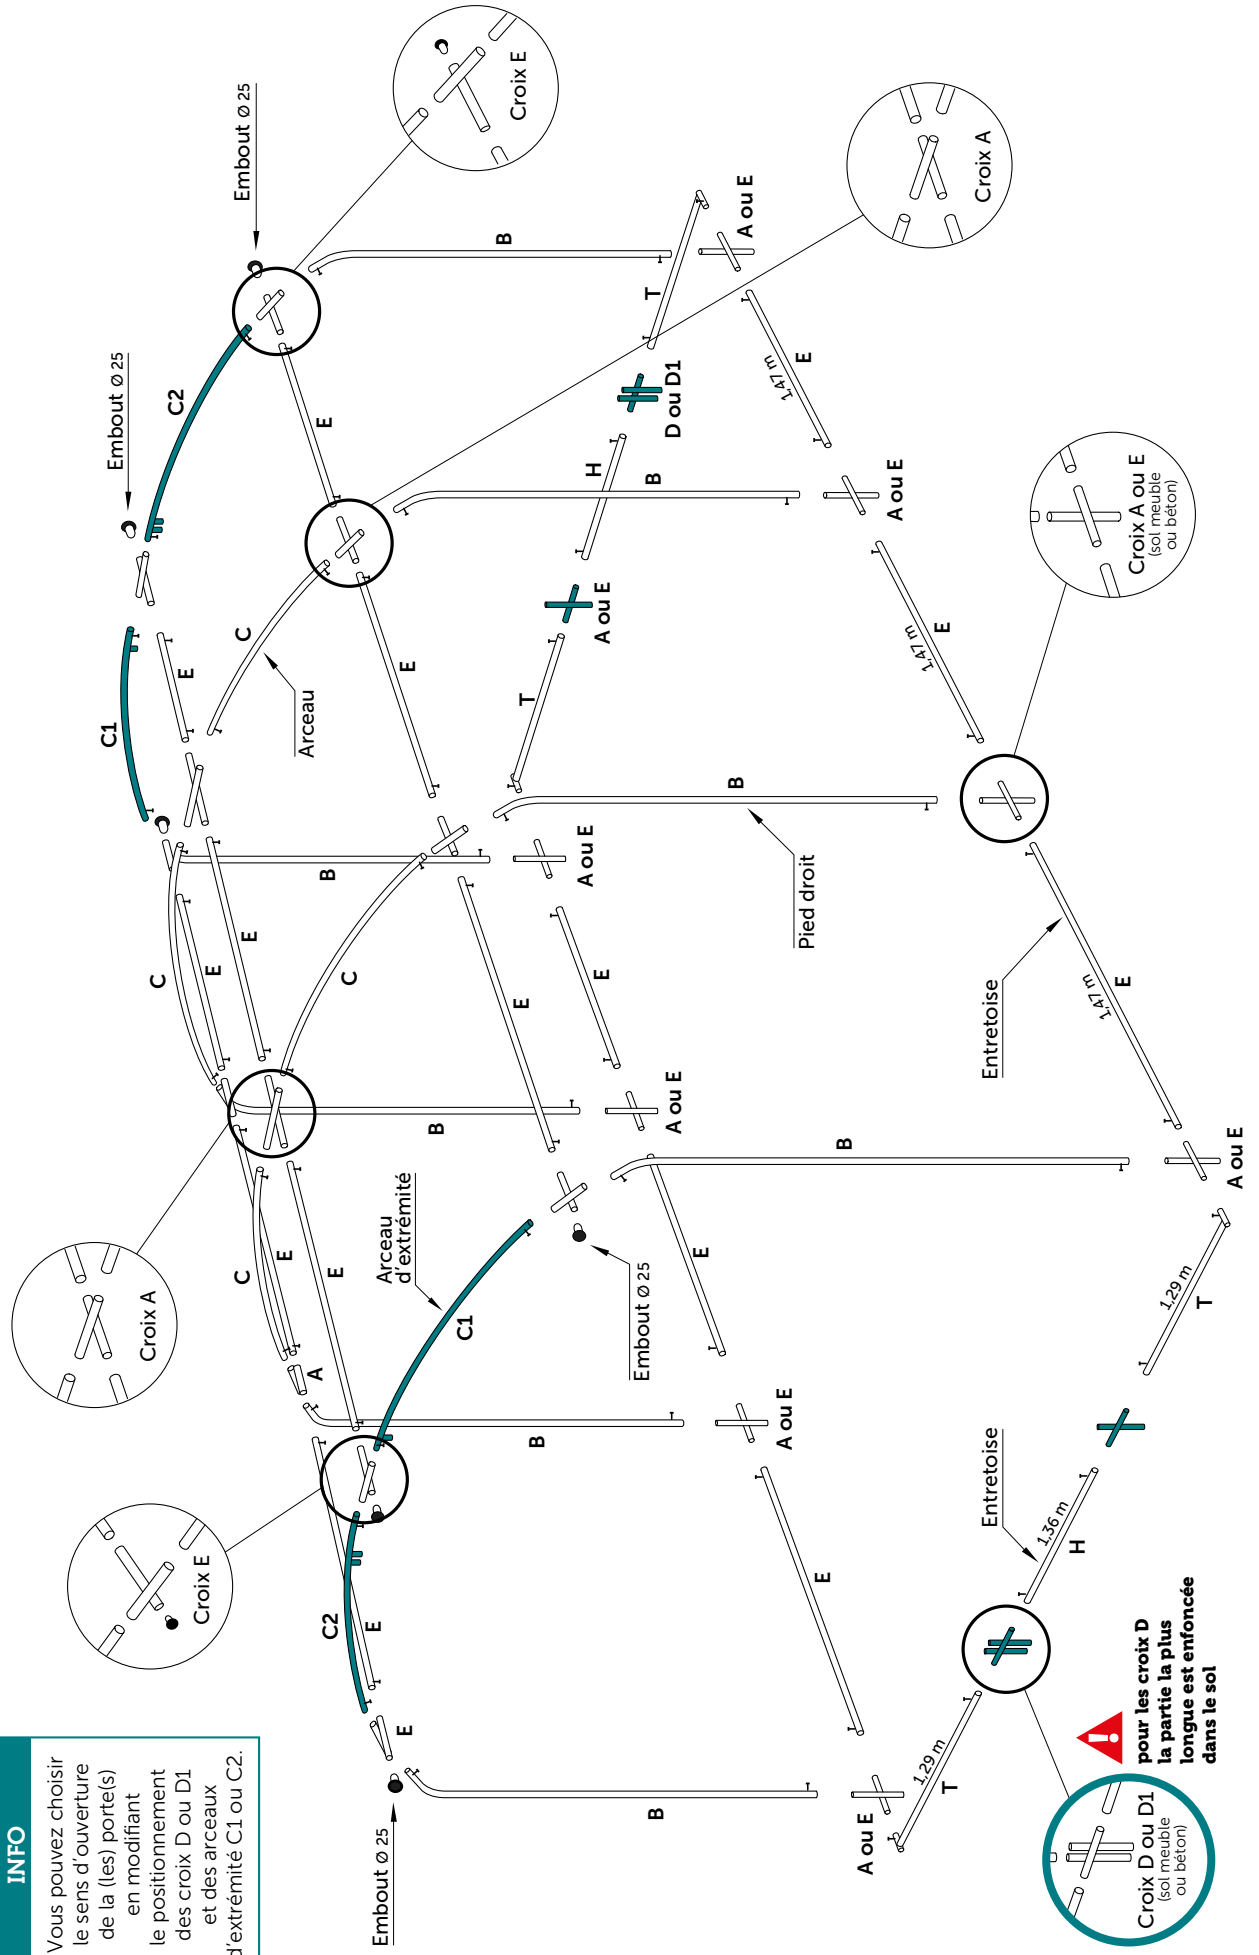 INFO
Vous pouvez choisir
le sens d'ouverture
de la (les) porte(s)
en modifiant
le positionnement
des croix D ou D1
et des arceaux
d'extrémité C1 ou C2.
Croix E
Croix A
Embout Ø 25
Embout Ø 25
Croix E
Croix A
C1
C2
C
C
C
C
C1
C2
E
E
E
E
E
E
E
E
E
E
E
A
Arceau
Arceau
d'extrémité
Embout Ø 25
Embout Ø 25
B
B
B
B
B
B
B
B
T
H
T
D ou D1
A ou E
A ou E
A ou E
A ou E
A ou E
A ou E
A ou E
A ou E
A ou E
E
E
E
1,47 m
E
1,47 m
E
1,47 m
E
Pied droit
Entretoise
Entretoise
Croix A ou E
(sol meuble
ou béton)
1,29 m
T
1,36 m
H
1,29 m
T
Croix D ou D1
(sol meuble
ou béton)
pour les croix D
la partie la plus
longue est enfoncée
dans le sol